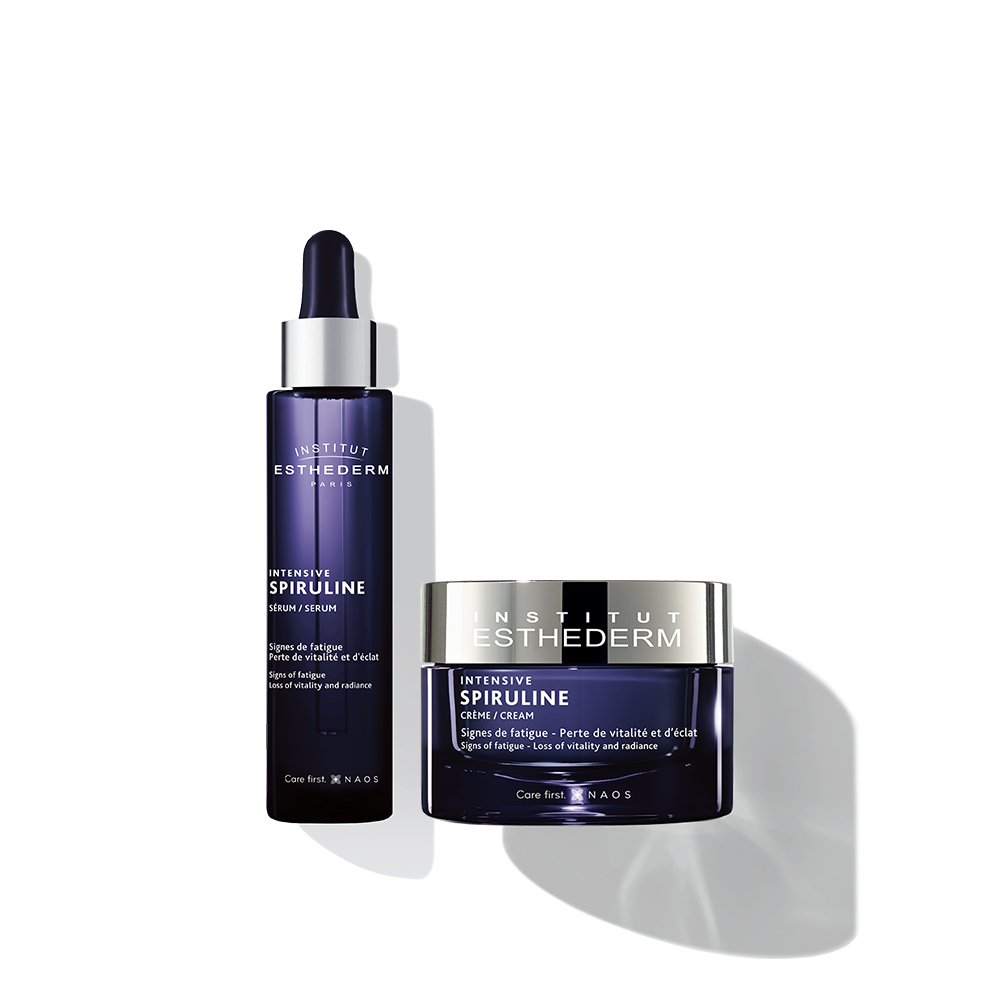 INSTITUT
ESTHEDERM
PARIS
INTENSIVE
SPIRULINE
SÉRUM / SERUM
Signes de fatigue
Perte de vitalité et d'éclat
Signs of fatigue
Loss of vitality and radiance
Care first. NAOS
INSTITUT
ESTHEDERM
INTENSIVE
SPIRULINE
CRÈME / CREAM
Signes de fatigue - Perte de vitalité et d'éclat
Signs of fatigue - Loss of vitality and radiance
Care first. NAOS